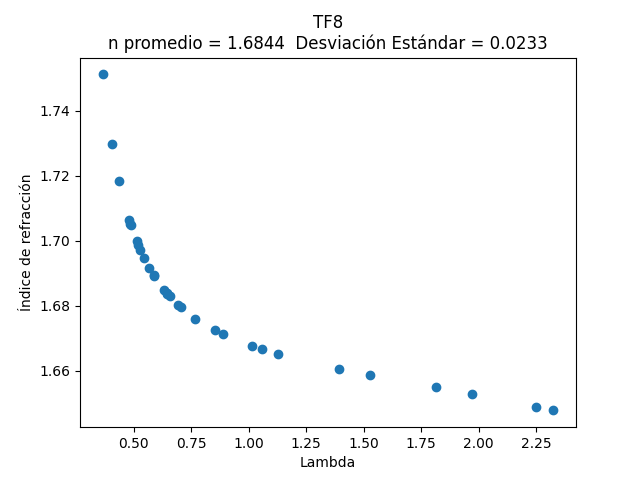 TF8
n promedio = 1.6844  Desviación Estándar = 0.0233
1.74
1.72
1.70
1.68
1.66
Índice de refracción
0.50 0.75 1.00 1.25 1.50 1.75 2.00 2.25
Lambda